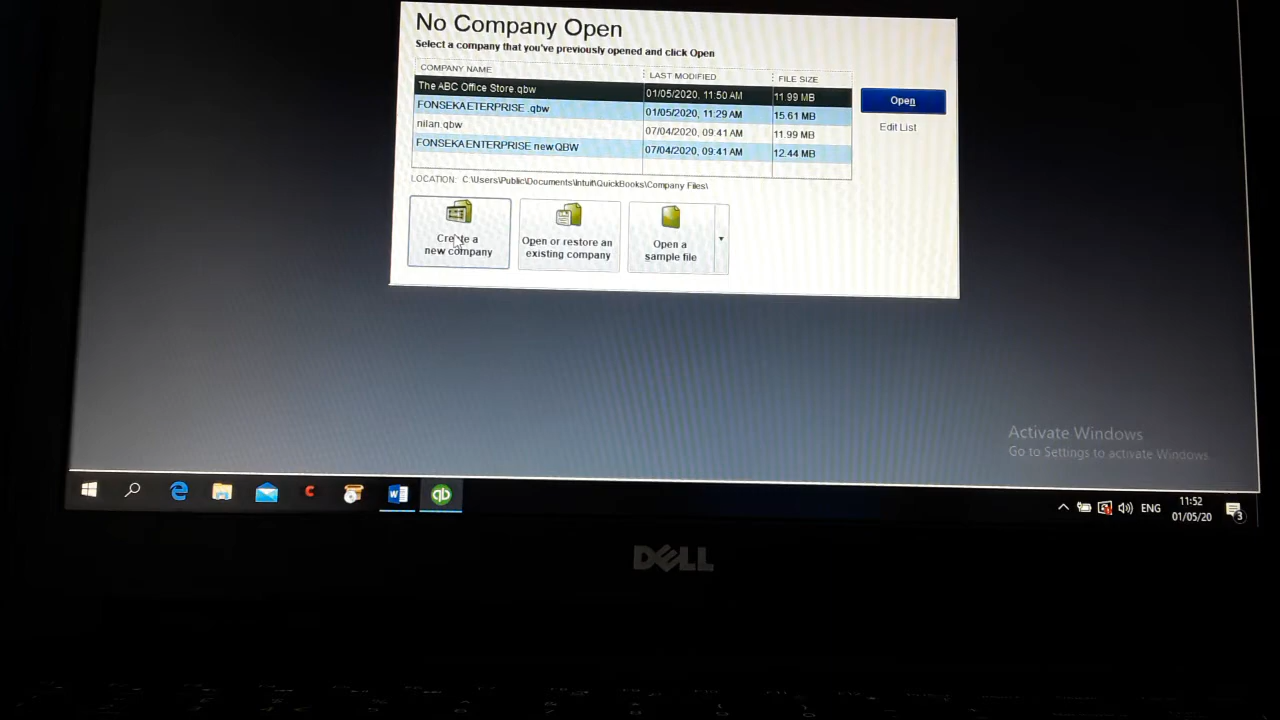 No Company Open
Select a company that you've previously opened and click Open
COMPANY NAME LAST MODIFIED FILE SIZE
The ABC Office Store.qbw 01/05/2020, 11:50 AM 11.99 MB
FONSEKA ETERPRISE .qbw 01/05/2020, 11:29 AM 15.61 MB
nilan.qbw 07/04/2020, 09:41 AM 11.99 MB
FONSEKA ENTERPRISE new.QBW 07/04/2020, 09:41 AM 12.44 MB
Open
Edit List
LOCATION: C:\Users\Public\Documents\Intuit\QuickBooks\Company Files\
Create a
new company
Open or restore an
existing company
Open a
sample file
Activate Windows
Go to Settings to activate Windows.
qb
ENG
11:52
01/05/20
3
DELL